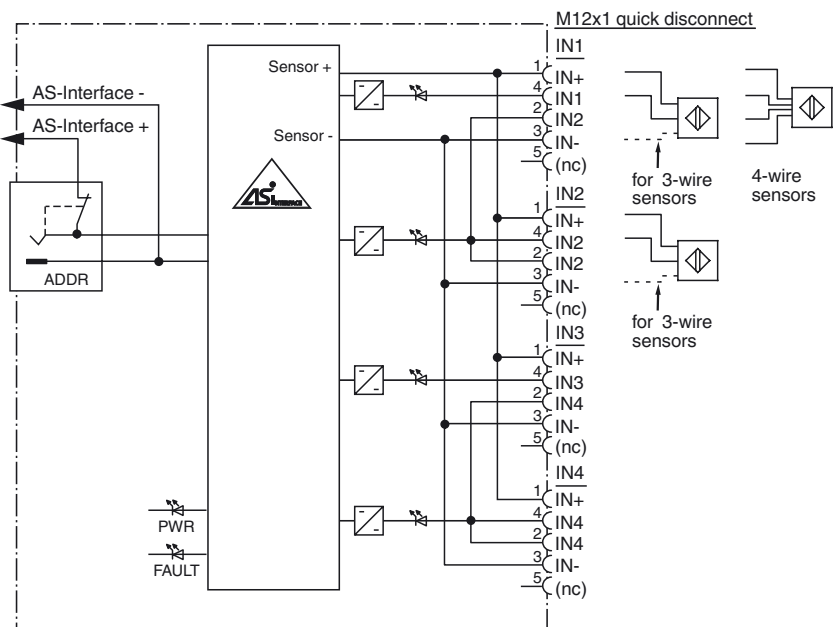 M12x1 quick disconnect
IN1
Sensor +
1
IN+
4
IN1
2
IN2
Sensor -
3
IN-
5
(nc)
AS-Interface -
AS-Interface +
for 3-wire
sensors
4-wire
sensors
ASi
INTERFACE
ADDR
IN2
1
IN+
4
IN2
2
IN2
3
IN-
5
(nc)
for 3-wire
sensors
IN3
1
IN+
4
IN3
2
IN4
3
IN-
5
(nc)
IN4
1
IN+
4
IN4
2
IN4
3
IN-
5
(nc)
PWR
FAULT